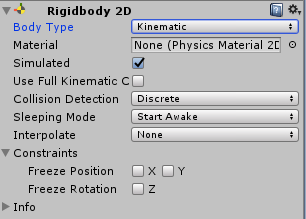 Rigidbody 2D
Body Type Kinematic
Material None (Physics Material 2D
Simulated
Use Full Kinematic C
Collision Detection Discrete
Sleeping Mode Start Awake
Interpolate None
Constraints
Freeze Position X Y
Freeze Rotation Z
Info